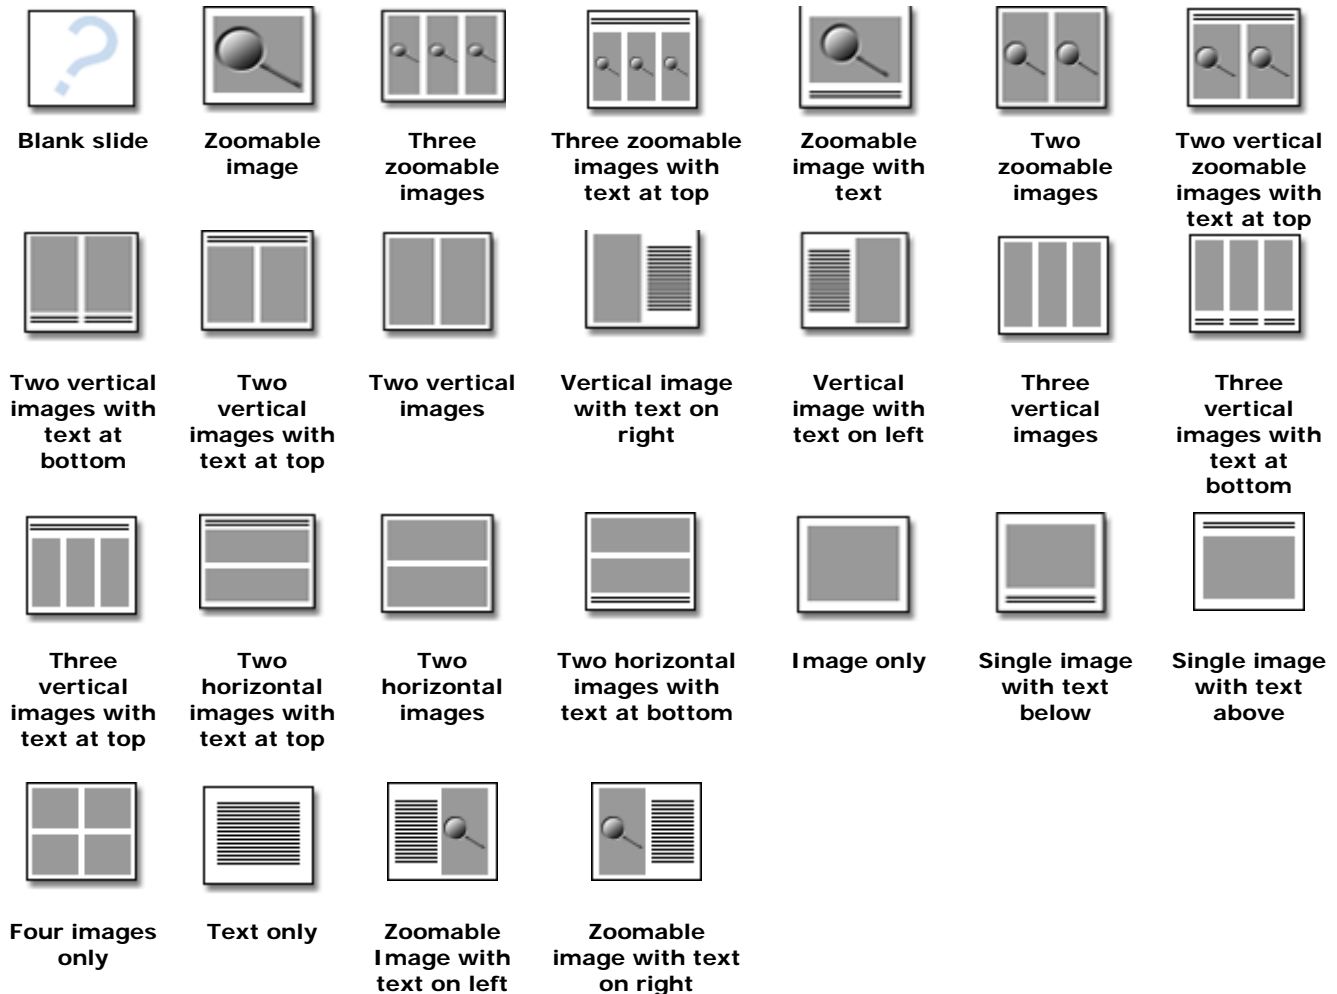 Blank slide
Zoomable
image
Three
zoomable
images
Three zoomable
images with
text at top
Zoomable
image with
text
Two
zoomable
images
Two vertical
zoomable
images with
text at top
Two vertical
images with
text at
bottom
Two
vertical
images with
text at top
Two vertical
images
Vertical image
with text on
right
Vertical
image with
text on left
Three
vertical
images
Three
vertical
images with
text at
bottom
Three
vertical
images with
text at top
Two
horizontal
images with
text at top
Two
horizontal
images
Two horizontal
images with
text at bottom
Image only
Single image
with text
below
Single image
with text
above
Four images
only
Text only
Zoomable
Image with
text on left
Zoomable
image with text
on right